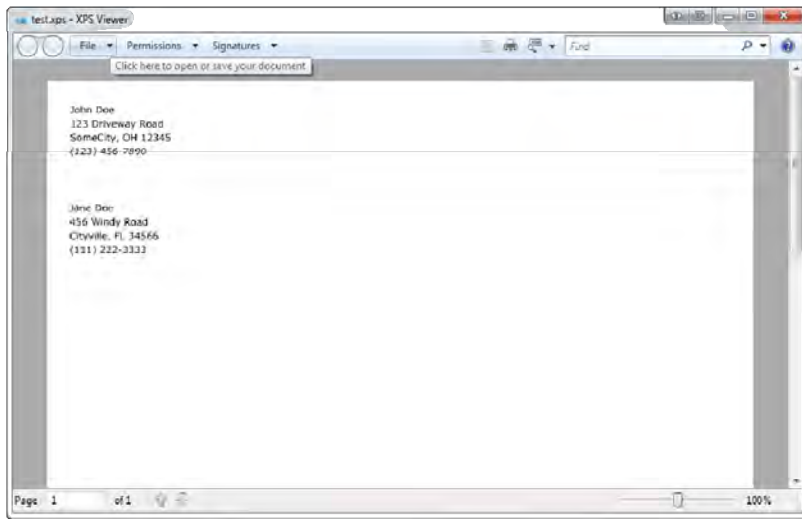 test.xps - XPS Viewer
File Permissions Signatures Find
Click here to open or save your document
John Doe
123 Driveway Road
SomeCity, OH 12345
(123) 456-7890
Jane Doe
456 Windy Road
Cityville, FL 34566
(111) 222-3333
Page 1 of 1 100%